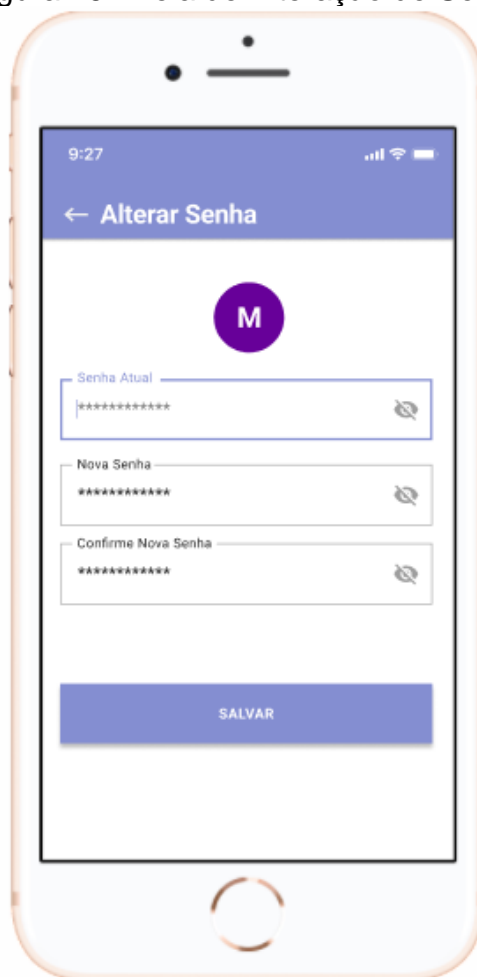 9:27
← Alterar Senha
M
Senha Atual
************
Nova Senha
************
Confirme Nova Senha
************
SALVAR